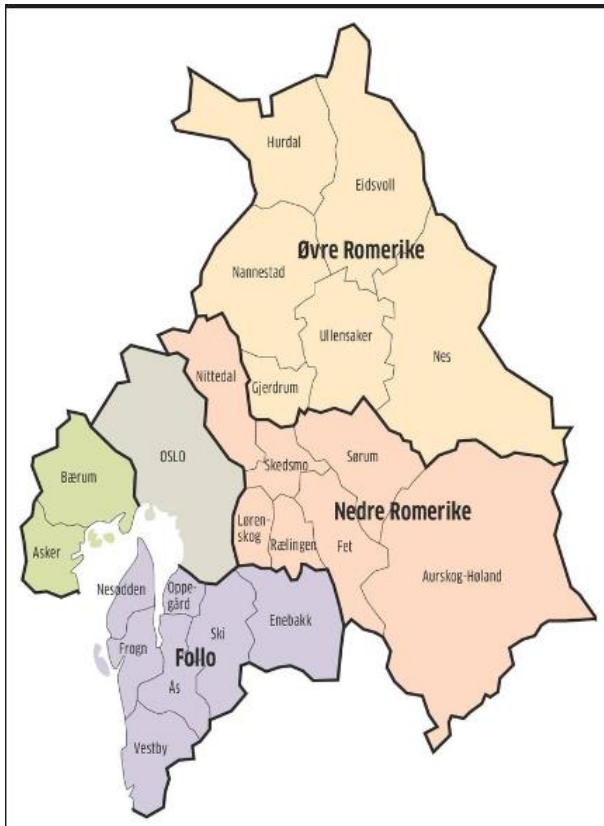 Hurdal
Eidsvoll
Øvre Romerike
Nannestad
Ullensaker
Nes
Nittedal
Gjerdrum
OSLO
Skedsmo
Sørum
Bærum
Nedre Romerike
Løren-
skog
Rælingen
Fet
Asker
Aurskog-Høland
Nesodden
Oppe-
gård
Enebakk
Ski
Frogn
Follo
Ås
Vestby